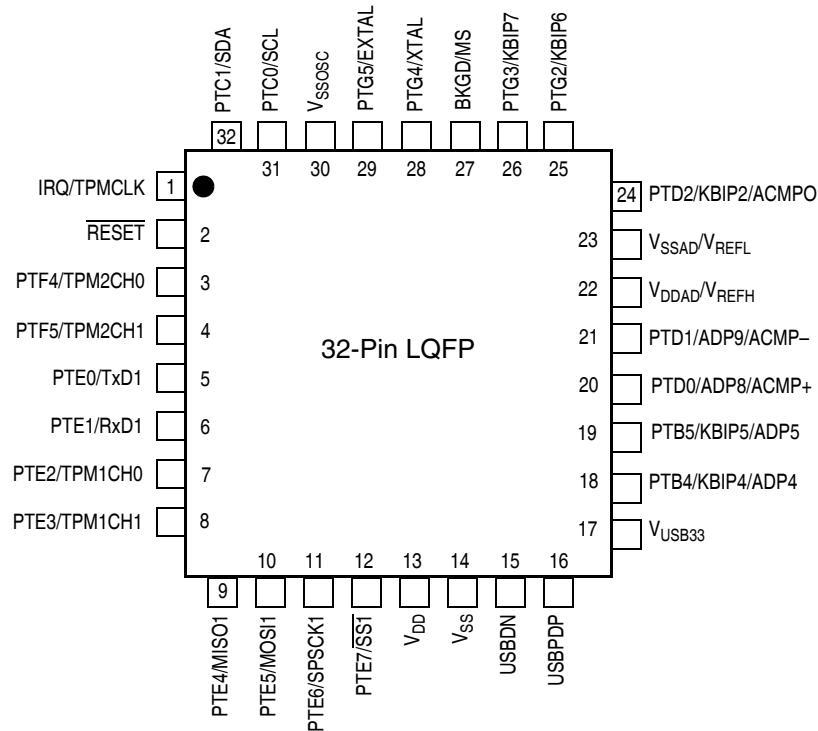 PTC1/SDA
PTC0/SCL
VSSOSC
PTG5/EXTAL
PTG4/XTAL
BKGD/MS
PTG3/KBIP7
PTG2/KBIP6
32
31
30
29
28
27
26
25
IRQ/TPMCLK 1
RESET 2
PTF4/TPM2CH0 3
PTF5/TPM2CH1 4
PTE0/TxD1 5
PTE1/RxD1 6
PTE2/TPM1CH0 7
PTE3/TPM1CH1 8
32-Pin LQFP
24 PTD2/KBIP2/ACMPO
23 VSSAD/VREFL
22 VDDAD/VREFH
21 PTD1/ADP9/ACMP–
20 PTD0/ADP8/ACMP+
19 PTB5/KBIP5/ADP5
18 PTB4/KBIP4/ADP4
17 VUSB33
9
10
11
12
13
14
15
16
PTE4/MISO1
PTE5/MOSI1
PTE6/SPSCK1
PTE7/SS1
VDD
VSS
USBDN
USBPDP